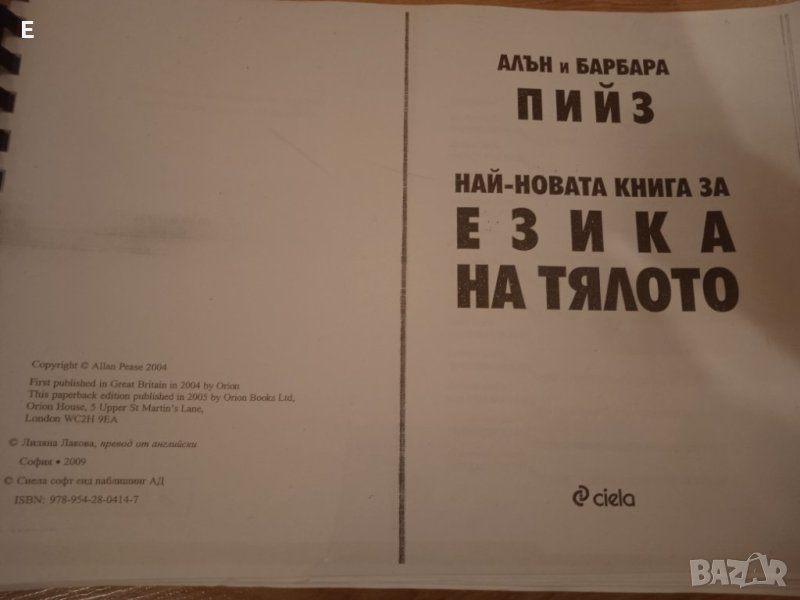 E
Copyright © Allan Pease 2004
First published in Great Britain in 2004 by Orion
This paperback edition published in 2005 by Orion Books Ltd,
Orion House, 5 Upper St Martin's Lane,
London WC2H 9EA
© Лиляна Лакова, превод от английски
София • 2009
© Сиела софт енд паблишинг АД
ISBN: 978-954-28-0414-7
АЛЪН и БАРБАРА
ПИЙЗ
НАЙ-НОВАТА КНИГА ЗА
ЕЗИКА
НА ТЯЛОТО
ciela
BAZAR